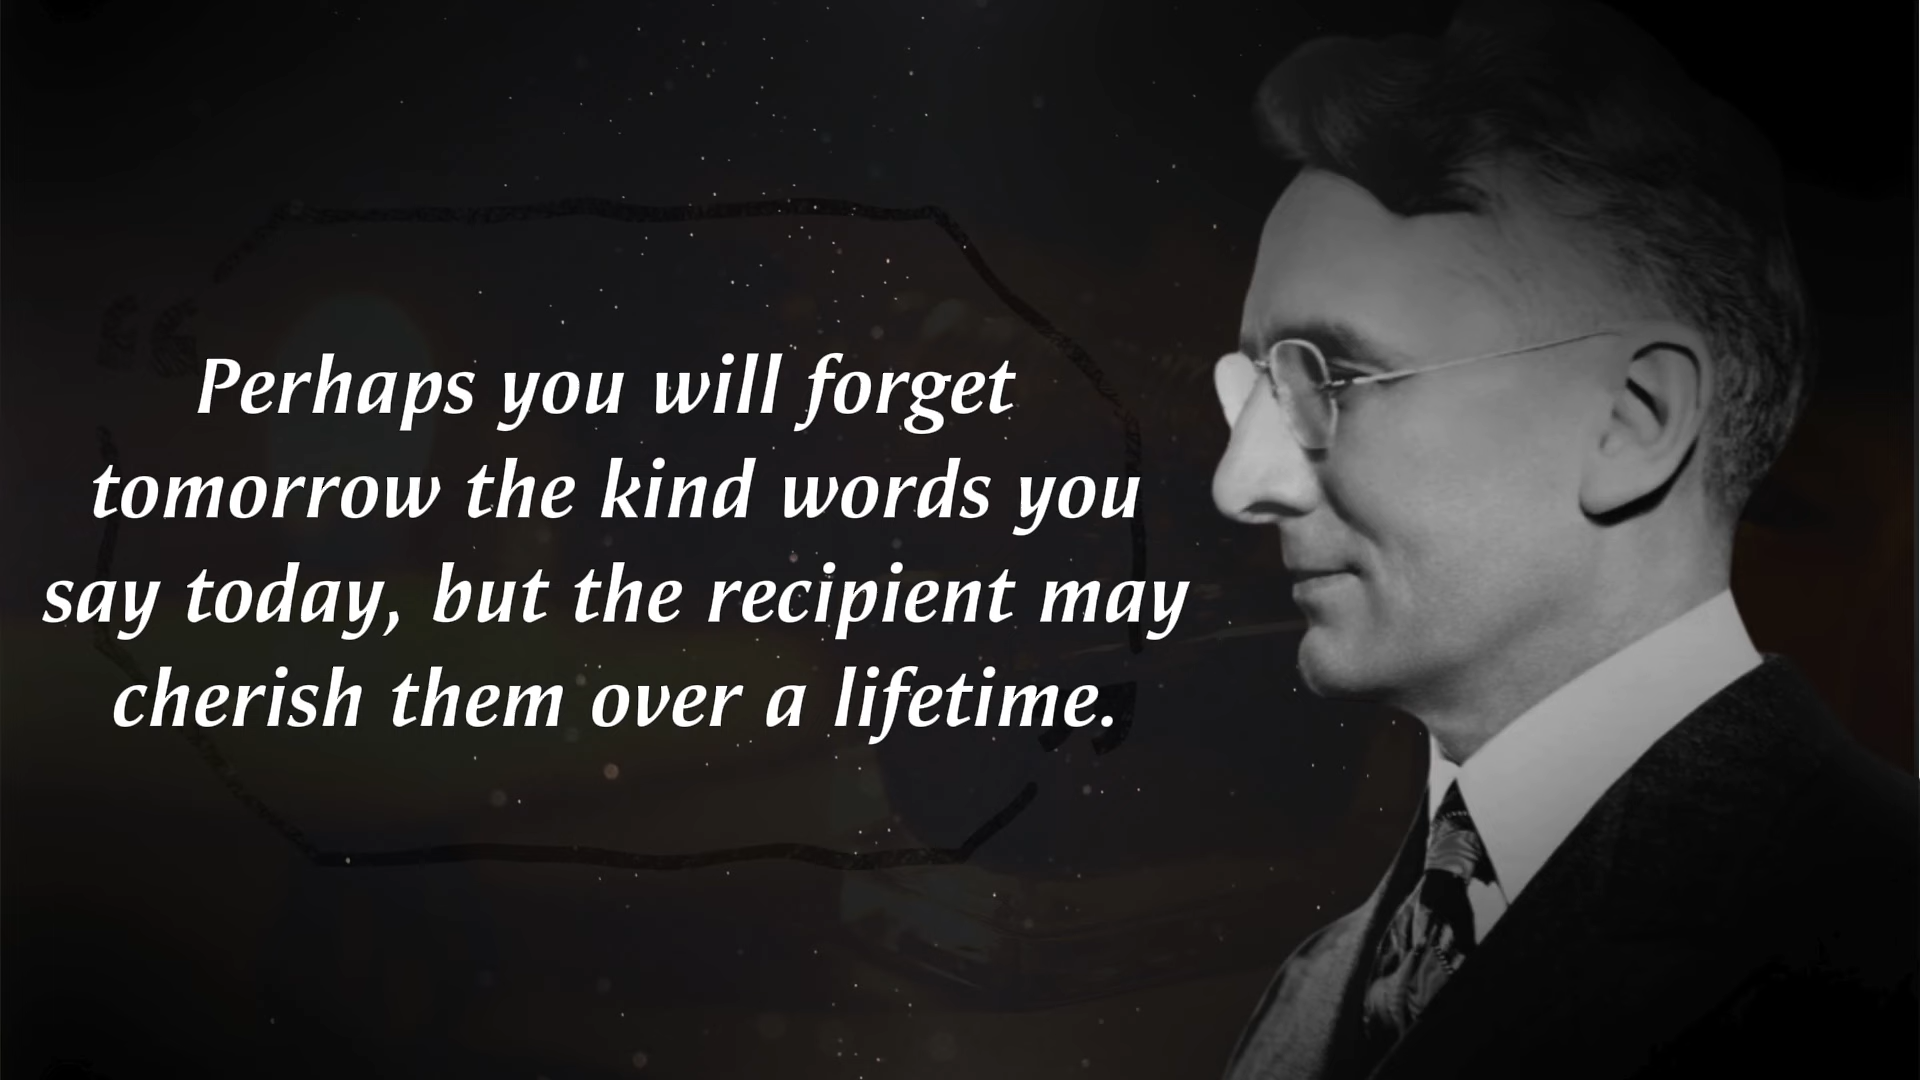 Perhaps you will forget
tomorrow the kind words you
say today, but the recipient may
cherish them over a lifetime.